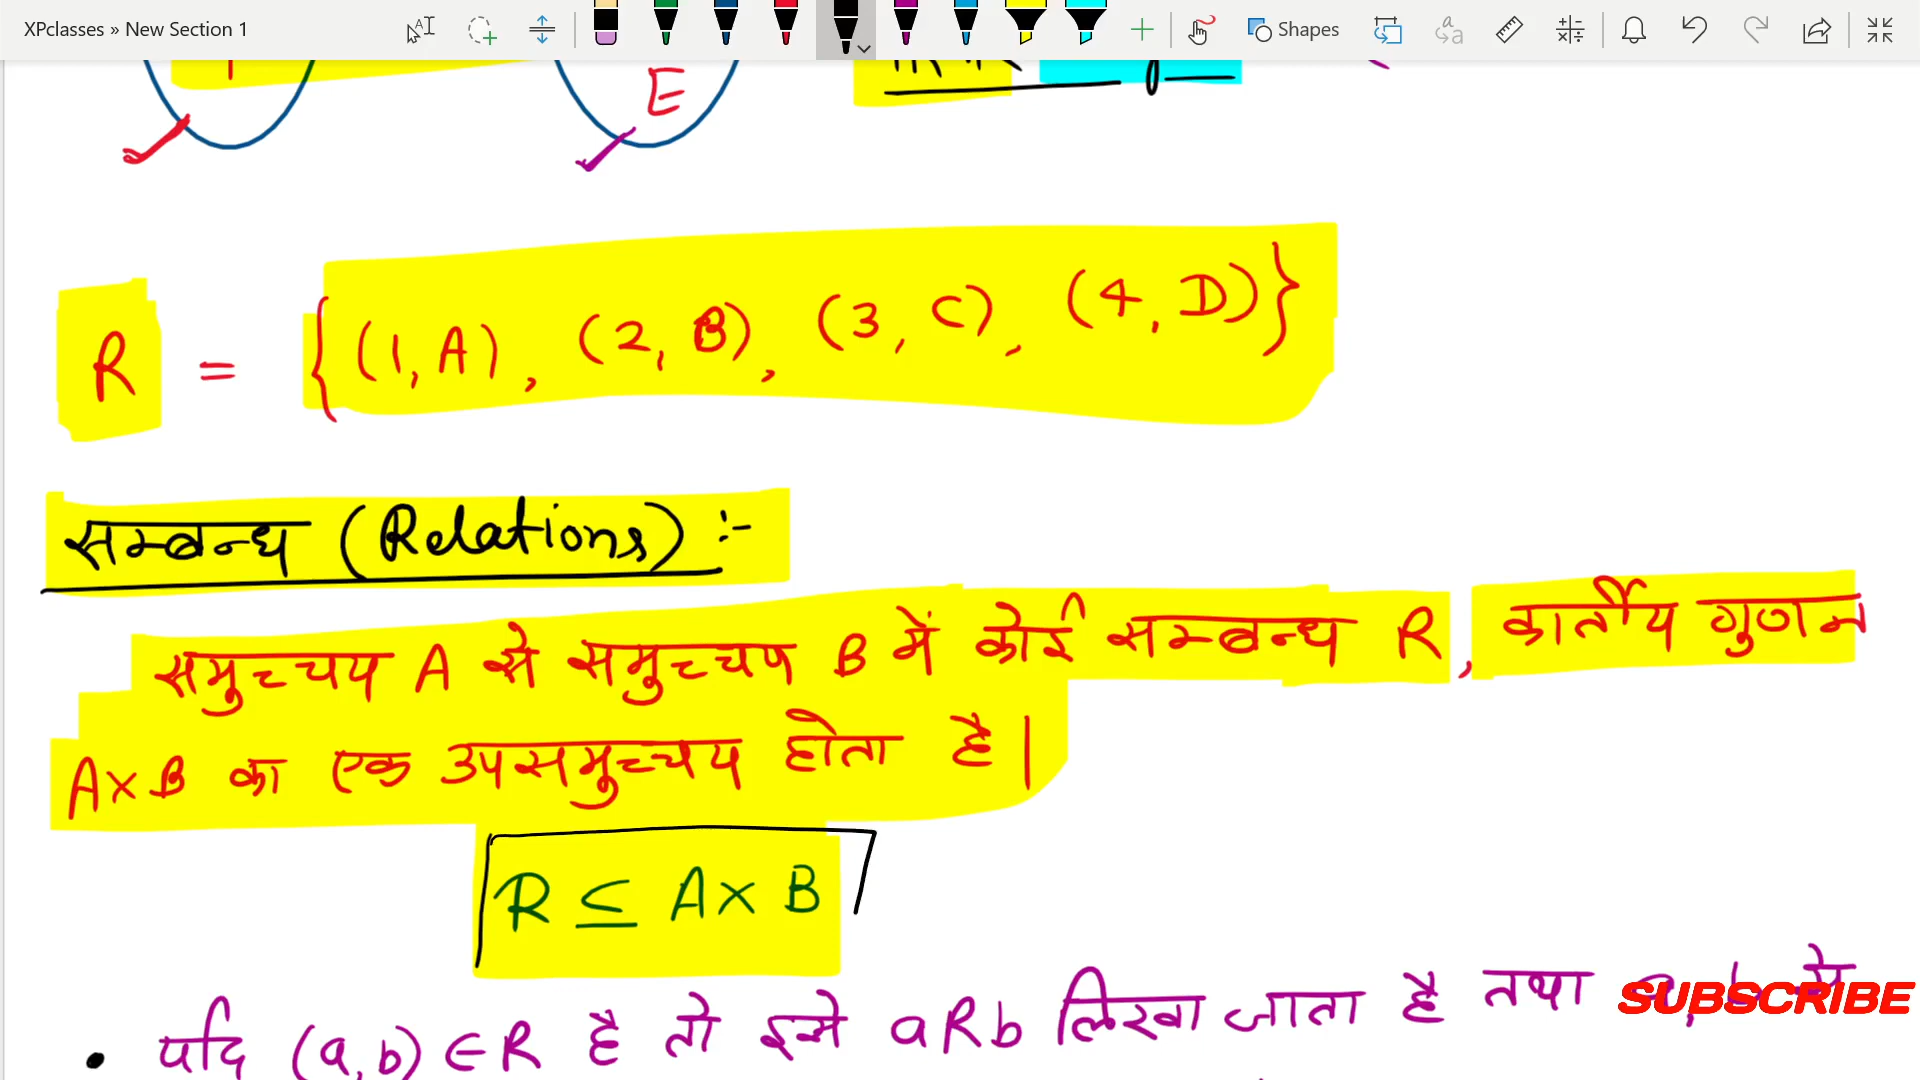 XPclasses » New Section 1
Shapes
E
R = {(1, A), (2, B), (3, C), (4, D)}
सम्बन्ध (Relations) :-
समुच्चय A से समुच्चय B में कोई सम्बन्ध R, कार्तीय गुणन
A×B का एक उपसमुच्चय होता है।
R ⊆ A×B
• यदि (a,b) ∈ R है तो इसे aRb लिखा जाता है तथा a, b से
SUBSCRIBE